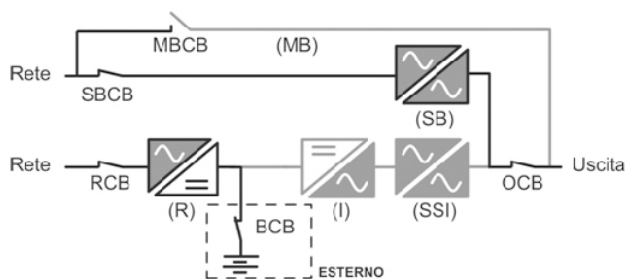 MBCB (MB)
Rete
SBCB
(SB)
Rete Uscita
RCB OCB
(R) (I) (SSI)
BCB
ESTERNO